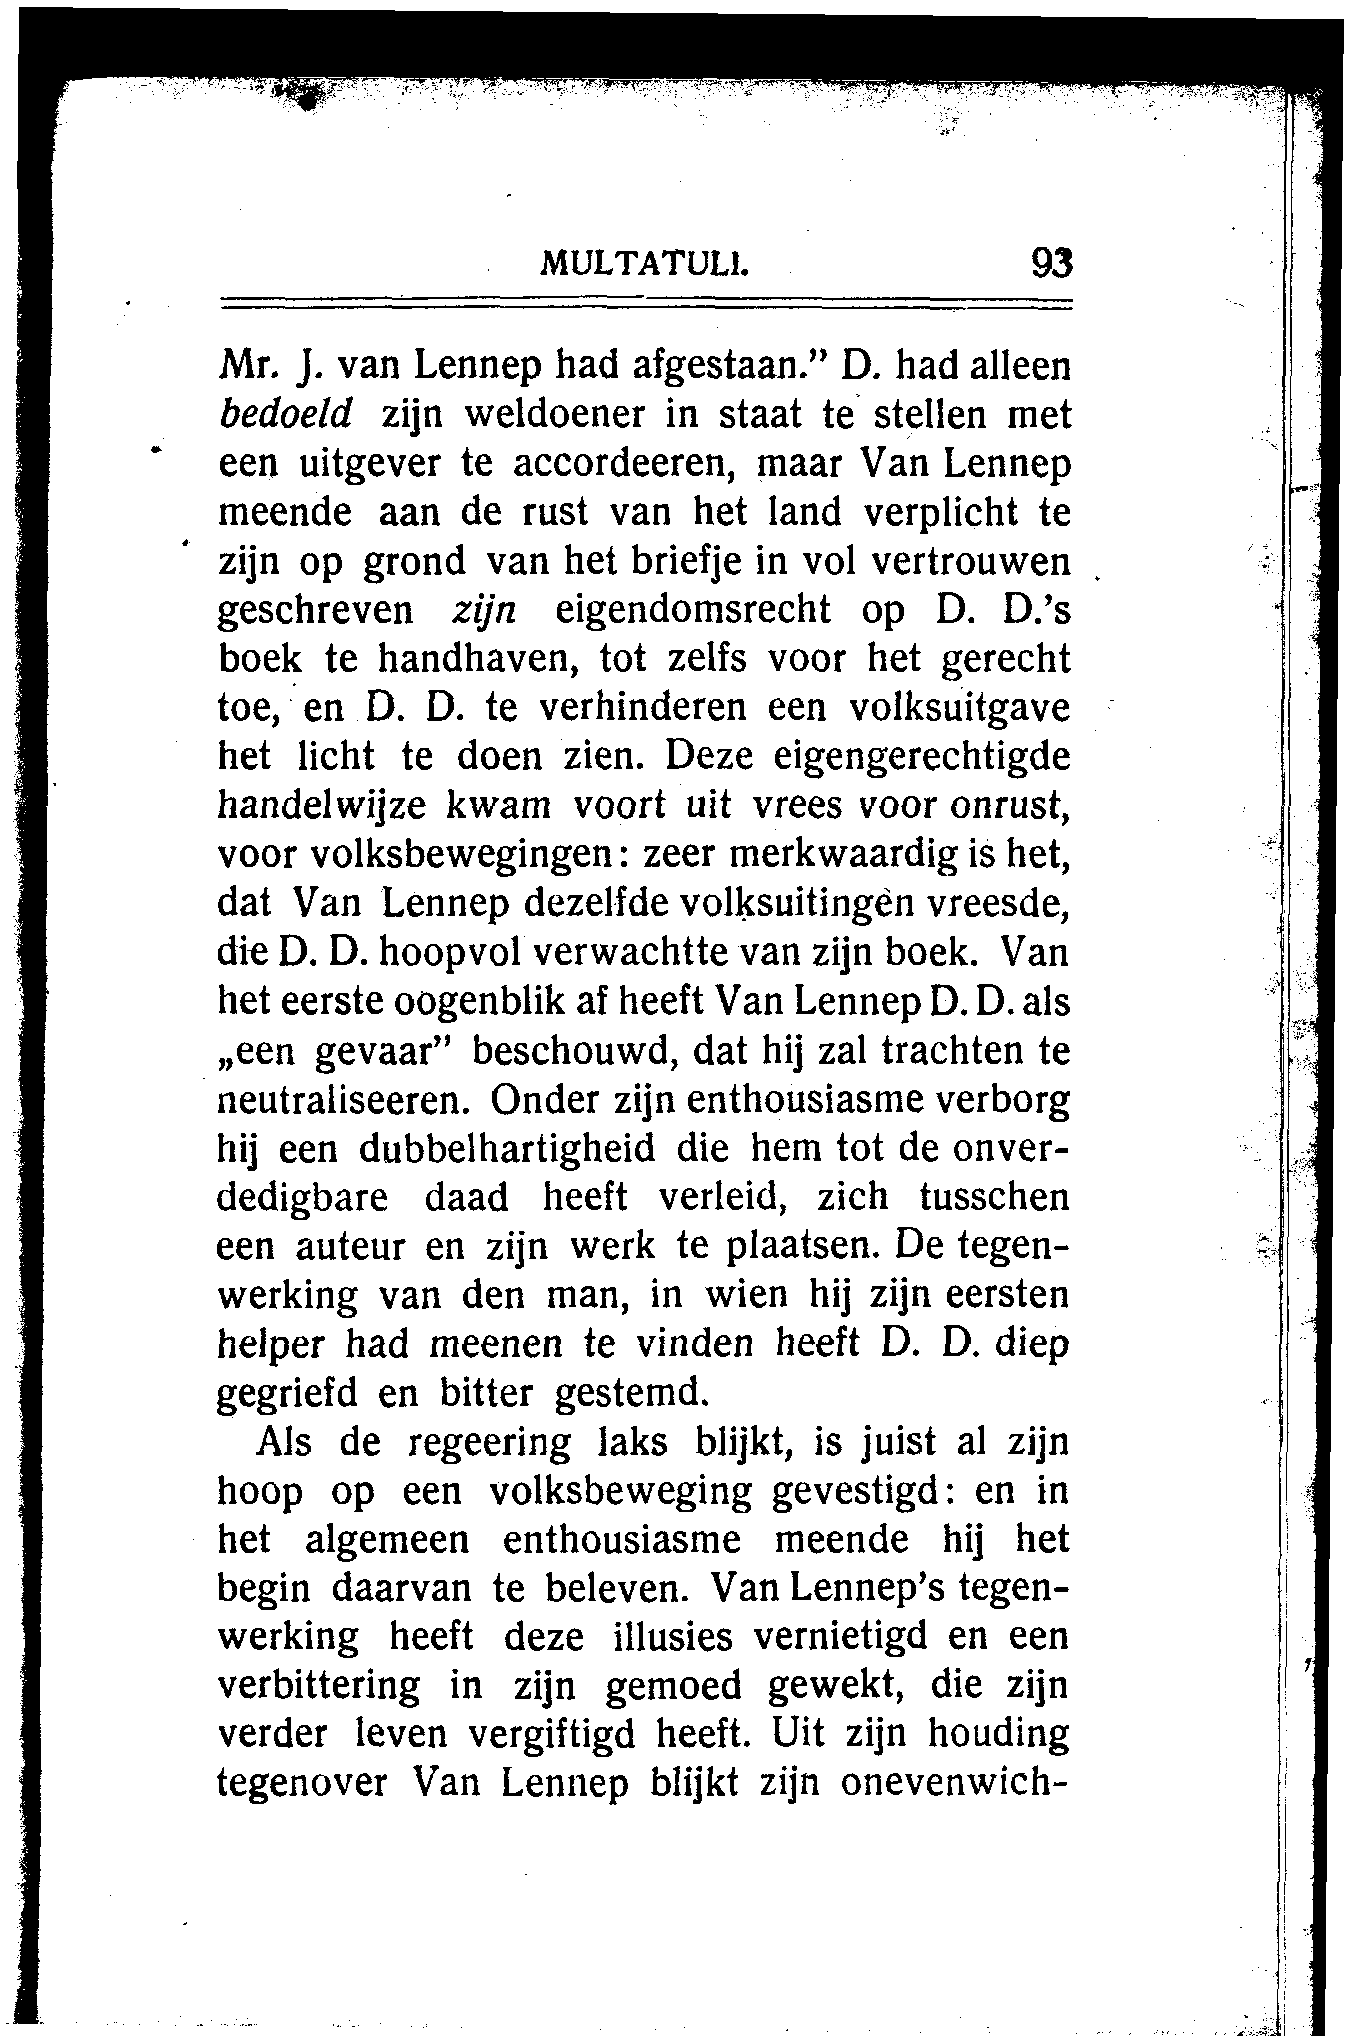 MULTATULI. 93
Mr. J. van Lennep had afgestaan.” D. had alleen
bedoeld zijn weldoener in staat te stellen met
een uitgever te accordeeren, maar Van Lennep
meende aan de rust van het land verplicht te
zijn op grond van het briefje in vol vertrouwen
geschreven zijn eigendomsrecht op D. D.’s
boek te handhaven, tot zelfs voor het gerecht
toe, en D. D. te verhinderen een volksuitgave
het licht te doen zien. Deze eigengerechtigde
handelwijze kwam voort uit vrees voor onrust,
voor volksbewegingen: zeer merkwaardig is het,
dat Van Lennep dezelfde volksuitingen vreesde,
die D. D. hoopvol verwachtte van zijn boek. Van
het eerste oogenblik af heeft Van Lennep D. D. als
„een gevaar” beschouwd, dat hij zal trachten te
neutraliseeren. Onder zijn enthousiasme verborg
hij een dubbelhartigheid die hem tot de onver-
dedigbare daad heeft verleid, zich tusschen
een auteur en zijn werk te plaatsen. De tegen-
werking van den man, in wien hij zijn eersten
helper had meenen te vinden heeft D. D. diep
gegriefd en bitter gestemd.
Als de regeering laks blijkt, is juist al zijn
hoop op een volksbeweging gevestigd: en in
het algemeen enthousiasme meende hij het
begin daarvan te beleven. Van Lennep’s tegen-
werking heeft deze illusies vernietigd en een
verbittering in zijn gemoed gewekt, die zijn
verder leven vergiftigd heeft. Uit zijn houding
tegenover Van Lennep blijkt zijn onevenwich-